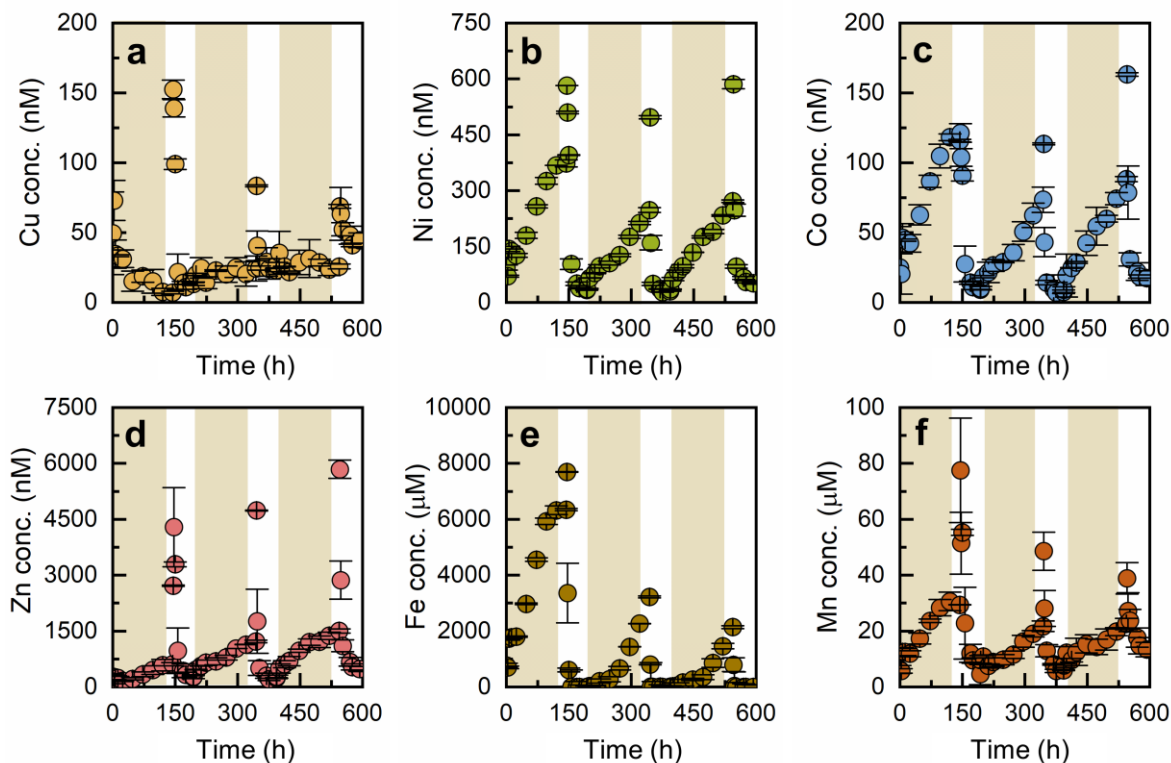 a
Cu conc. (nM)
200
150
100
50
0
0 150 300 450 600
Time (h)
b
Ni conc. (nM)
750
600
450
300
150
0
0 150 300 450 600
Time (h)
c
Co conc. (nM)
200
150
100
50
0
0 150 300 450 600
Time (h)
d
Zn conc. (nM)
7500
6000
4500
3000
1500
0
0 150 300 450 600
Time (h)
e
Fe conc. (μM)
10000
8000
6000
4000
2000
0
0 150 300 450 600
Time (h)
f
Mn conc. (μM)
100
80
60
40
20
0
0 150 300 450 600
Time (h)